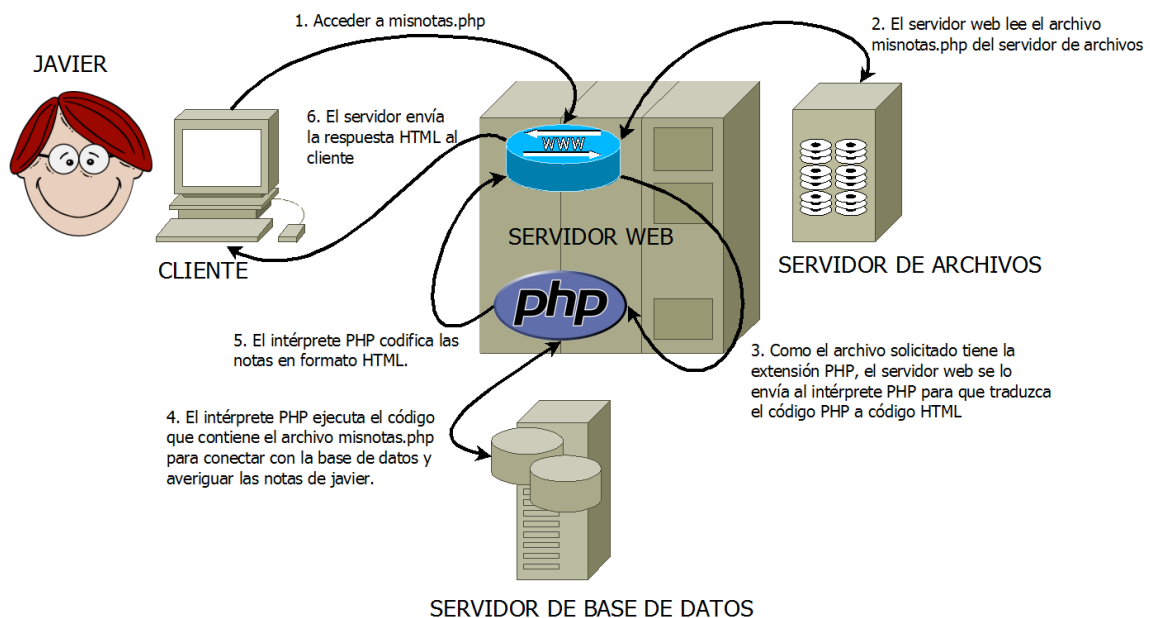 1. Acceder a misnotas.php
2. El servidor web lee el archivo
misnotas.php del servidor de archivos
JAVIER
6. El servidor envía
la respuesta HTML al
cliente
WWW
SERVIDOR WEB
CLIENTE
SERVIDOR DE ARCHIVOS
php
5. El intérprete PHP codifica las
notas en formato HTML.
3. Como el archivo solicitado tiene la
extensión PHP, el servidor web se lo
envía al intérprete PHP para que traduzca
el código PHP a código HTML
4. El intérprete PHP ejecuta el código
que contiene el archivo misnotas.php
para conectar con la base de datos y
averiguar las notas de javier.
SERVIDOR DE BASE DE DATOS